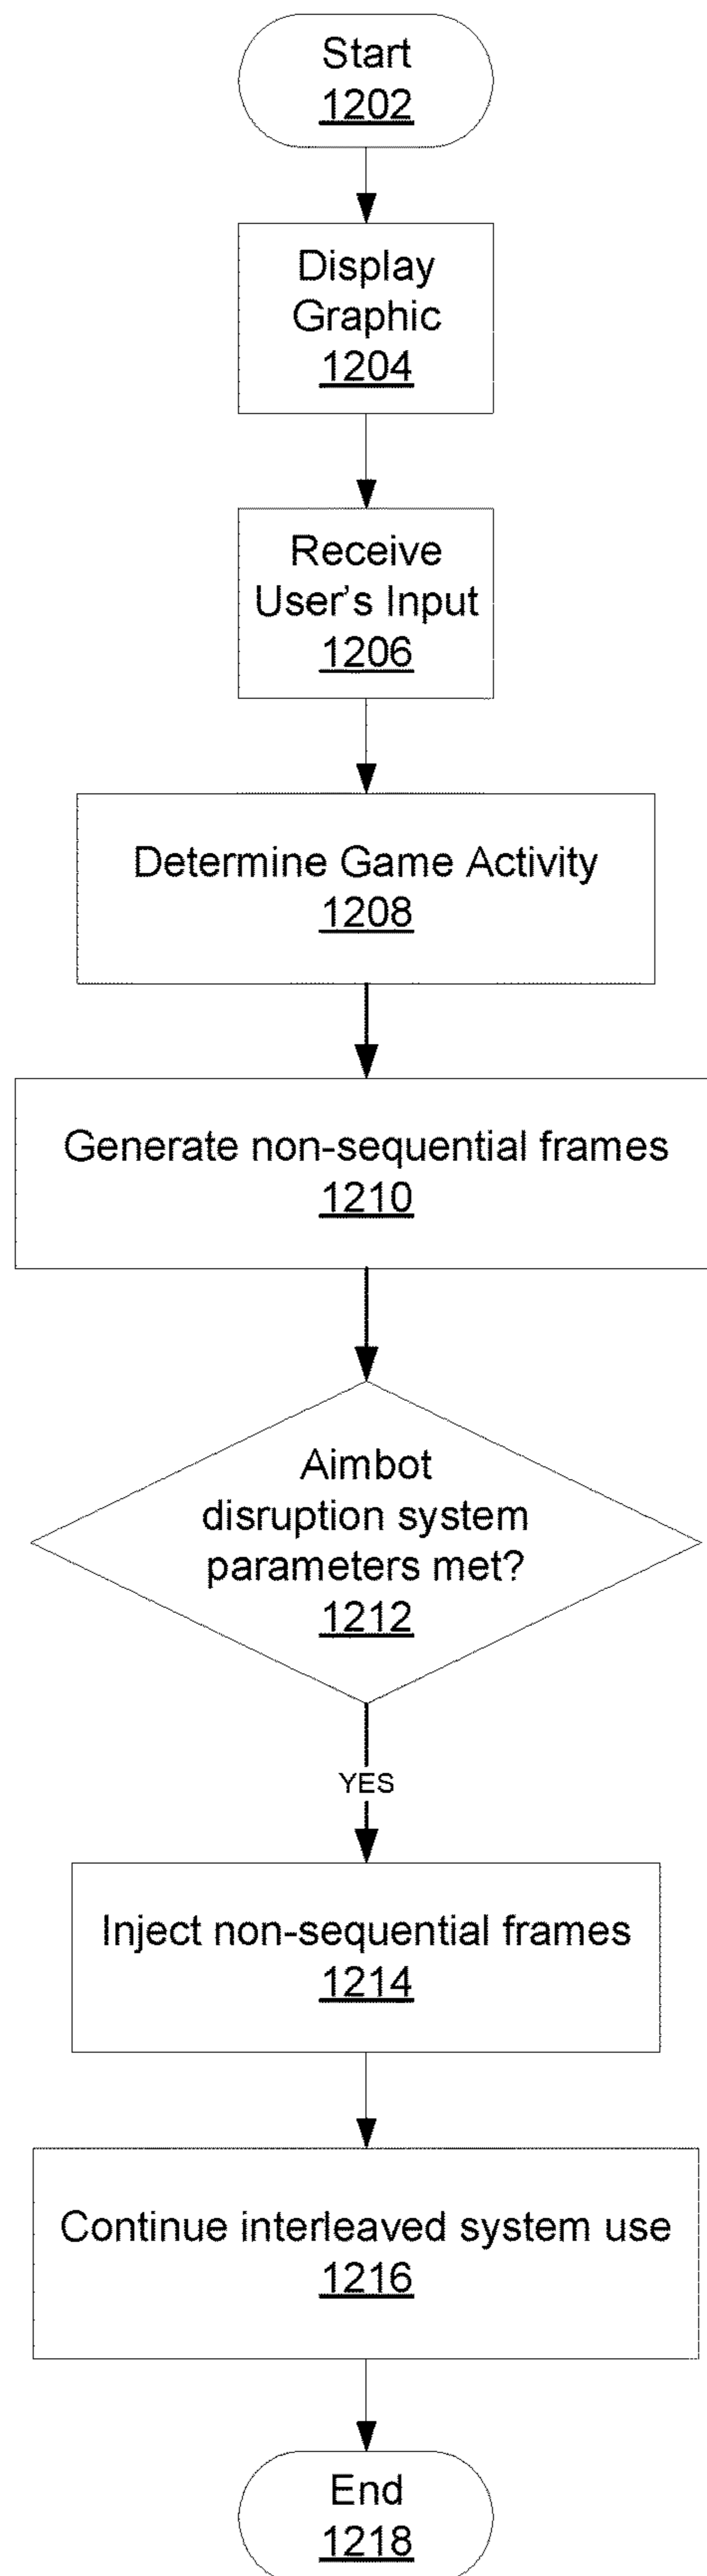 Start
1202
Display
Graphic
1204
Receive
User's Input
1206
Determine Game Activity
1208
Generate non-sequential frames
1210
Aimbot
disruption system
parameters met?
1212
YES
Inject non-sequential frames
1214
Continue interleaved system use
1216
End
1218